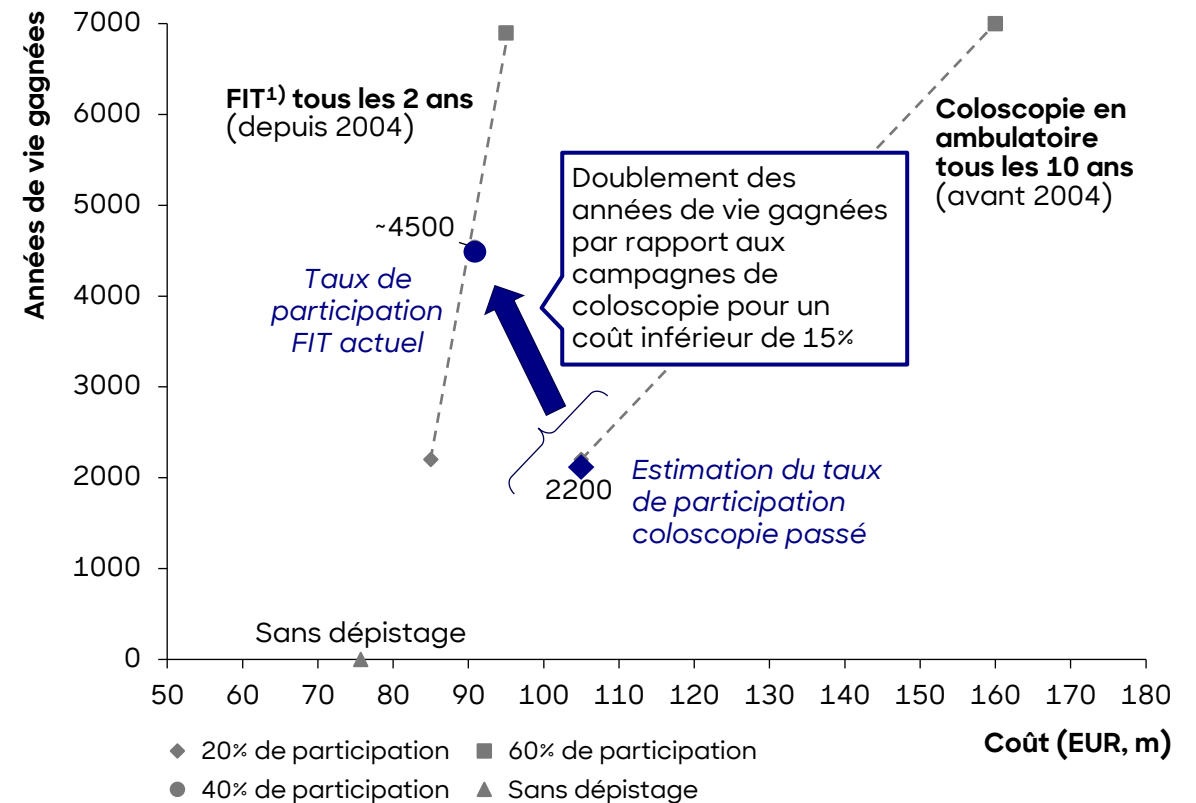 Années de vie gagnées
7000
6000
5000
4000
3000
2000
1000
0
FIT1) tous les 2 ans
(depuis 2004)
Coloscopie en
ambulatoire
tous les 10 ans
(avant 2004)
Doublement des
années de vie gagnées
par rapport aux
campagnes de
coloscopie pour un
coût inférieur de 15%
~4500
Taux de
participation
FIT actuel
2200
Estimation du taux
de participation
coloscopie passé
Sans dépistage
50 60 70 80 90 100 110 120 130 140 150 160 170 180
Coût (EUR, m)
20% de participation
60% de participation
40% de participation
Sans dépistage